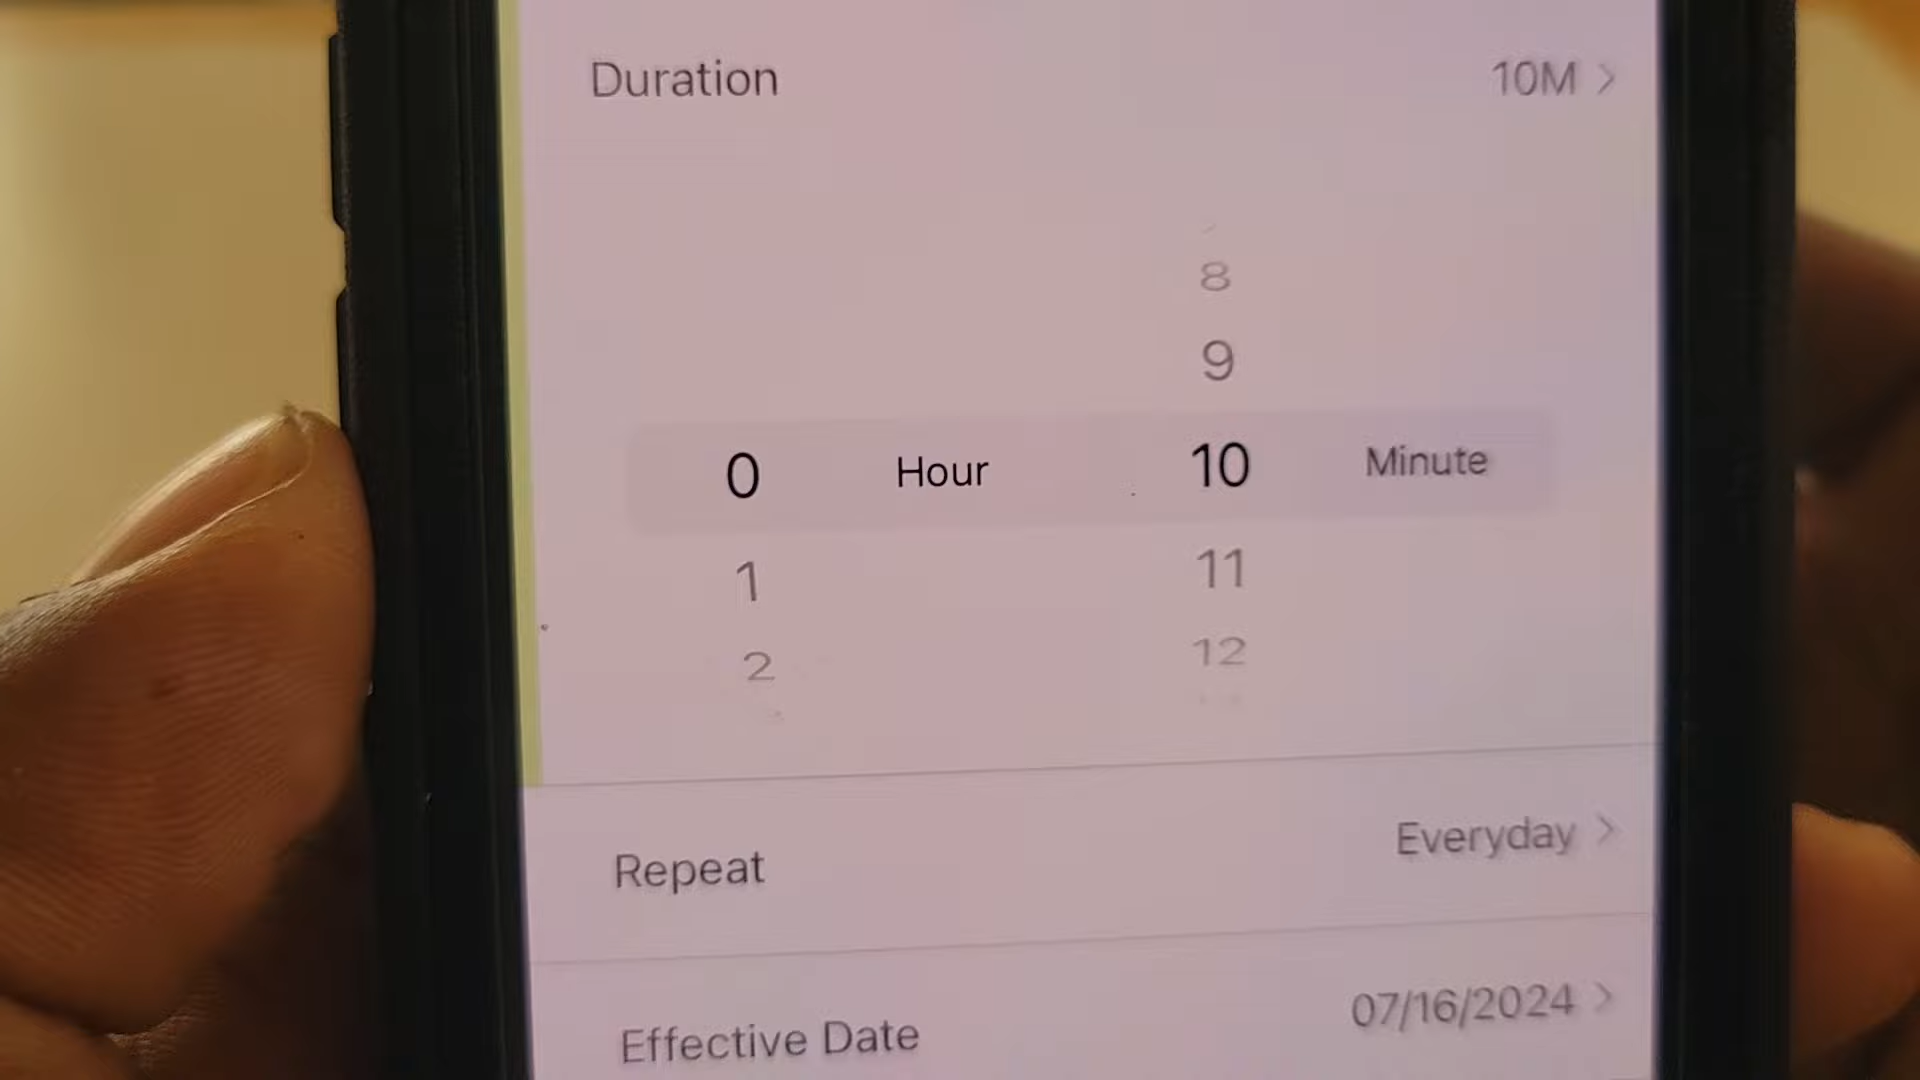 Duration 10M >
8
9
0 Hour 10 Minute
1 11
2 12
Repeat Everyday >
Effective Date 07/16/2024 >